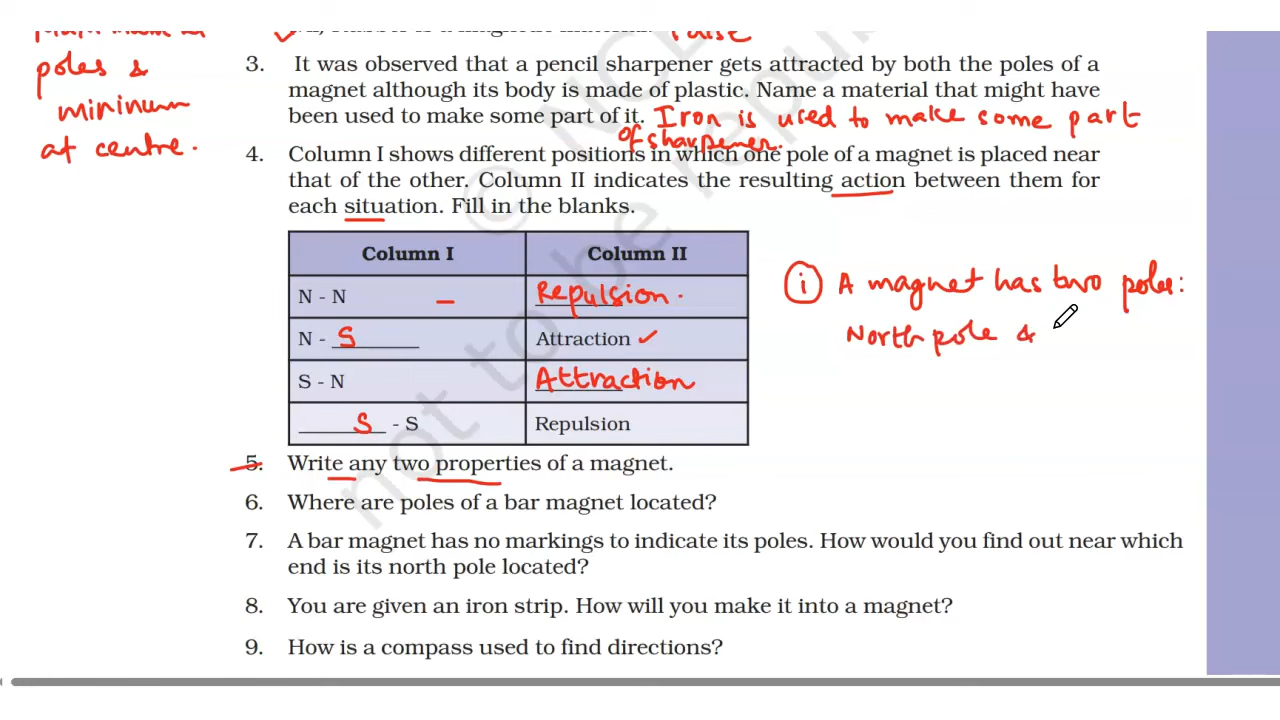 poles &
mininum
at centre.
False
3. It was observed that a pencil sharpener gets attracted by both the poles of a
magnet although its body is made of plastic. Name a material that might have
been used to make some part of it. Iron is used to make some part
of sharpener.
4. Column I shows different positions in which one pole of a magnet is placed near
that of the other. Column II indicates the resulting action between them for
each situation. Fill in the blanks.
Column I Column II
N - N – Repulsion.
N - S Attraction ✓
S - N Attraction
S - S Repulsion
i A magnet has two poles:
North pole &
5. Write any two properties of a magnet.
6. Where are poles of a bar magnet located?
7. A bar magnet has no markings to indicate its poles. How would you find out near which
end is its north pole located?
8. You are given an iron strip. How will you make it into a magnet?
9. How is a compass used to find directions?
not to be republ